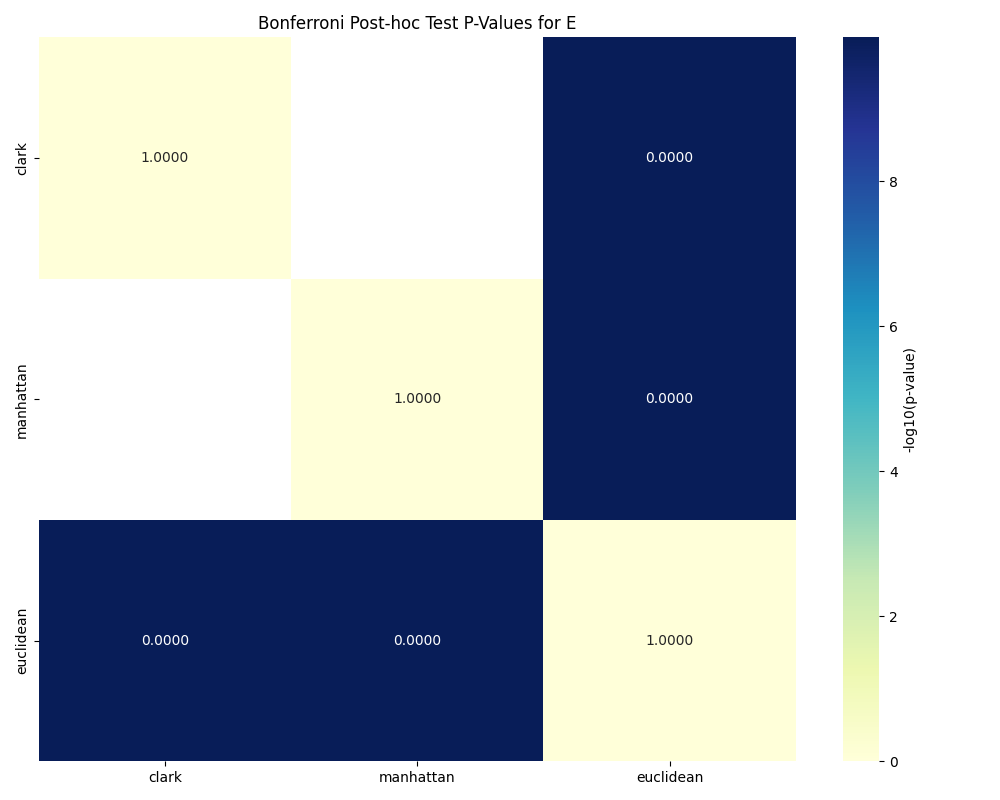 Bonferroni Post-hoc Test P-Values for E
clark
1.0000
0.0000
manhattan
1.0000
0.0000
euclidean
0.0000
0.0000
1.0000
clark
manhattan
euclidean
8
6
4
2
0
-log10(p-value)